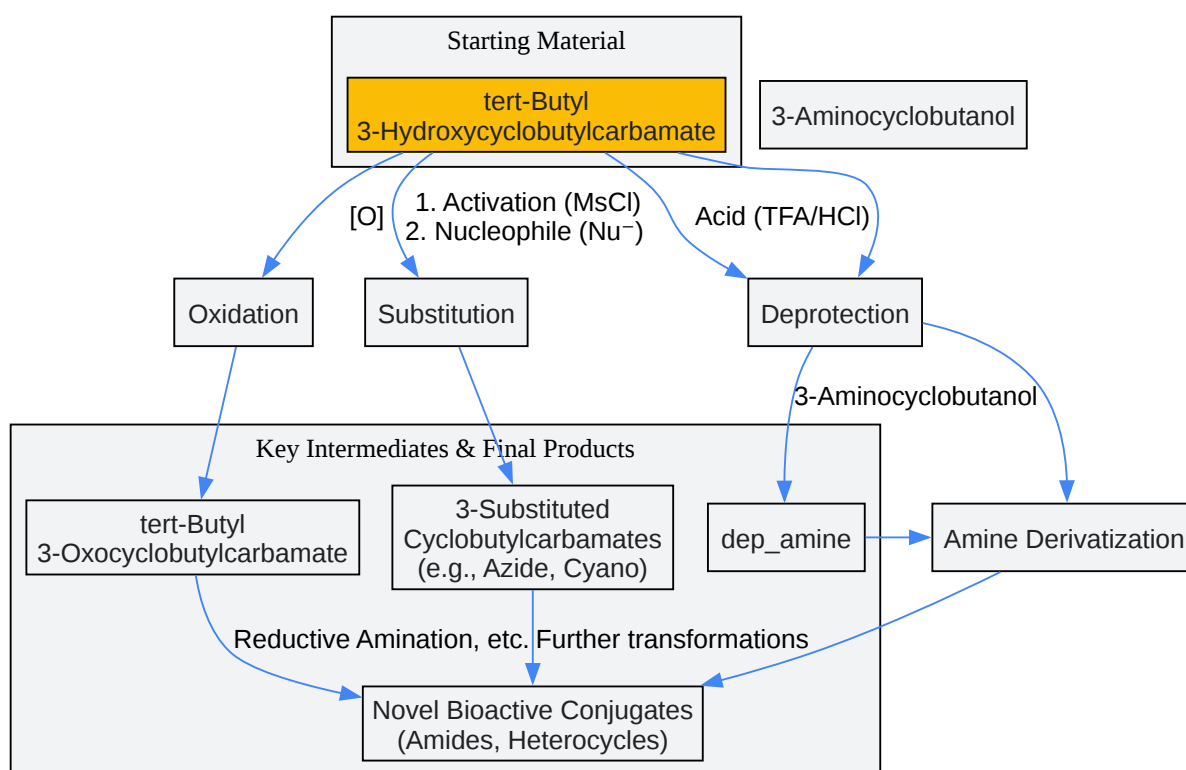 Starting Material
tert-Butyl
3-Hydroxycyclobutylcarbamate
3-Aminocyclobutanol
[O]
1. Activation (MsCl)
2. Nucleophile (Nu⁻)
Acid (TFA/HCl)
Oxidation
Substitution
Deprotection
3-Aminocyclobutanol
Key Intermediates & Final Products
tert-Butyl
3-Oxocyclobutylcarbamate
3-Substituted
Cyclobutylcarbamates
(e.g., Azide, Cyano)
dep_amine
Amine Derivatization
Reductive Amination, etc.
Further transformations
Novel Bioactive Conjugates
(Amides, Heterocycles)